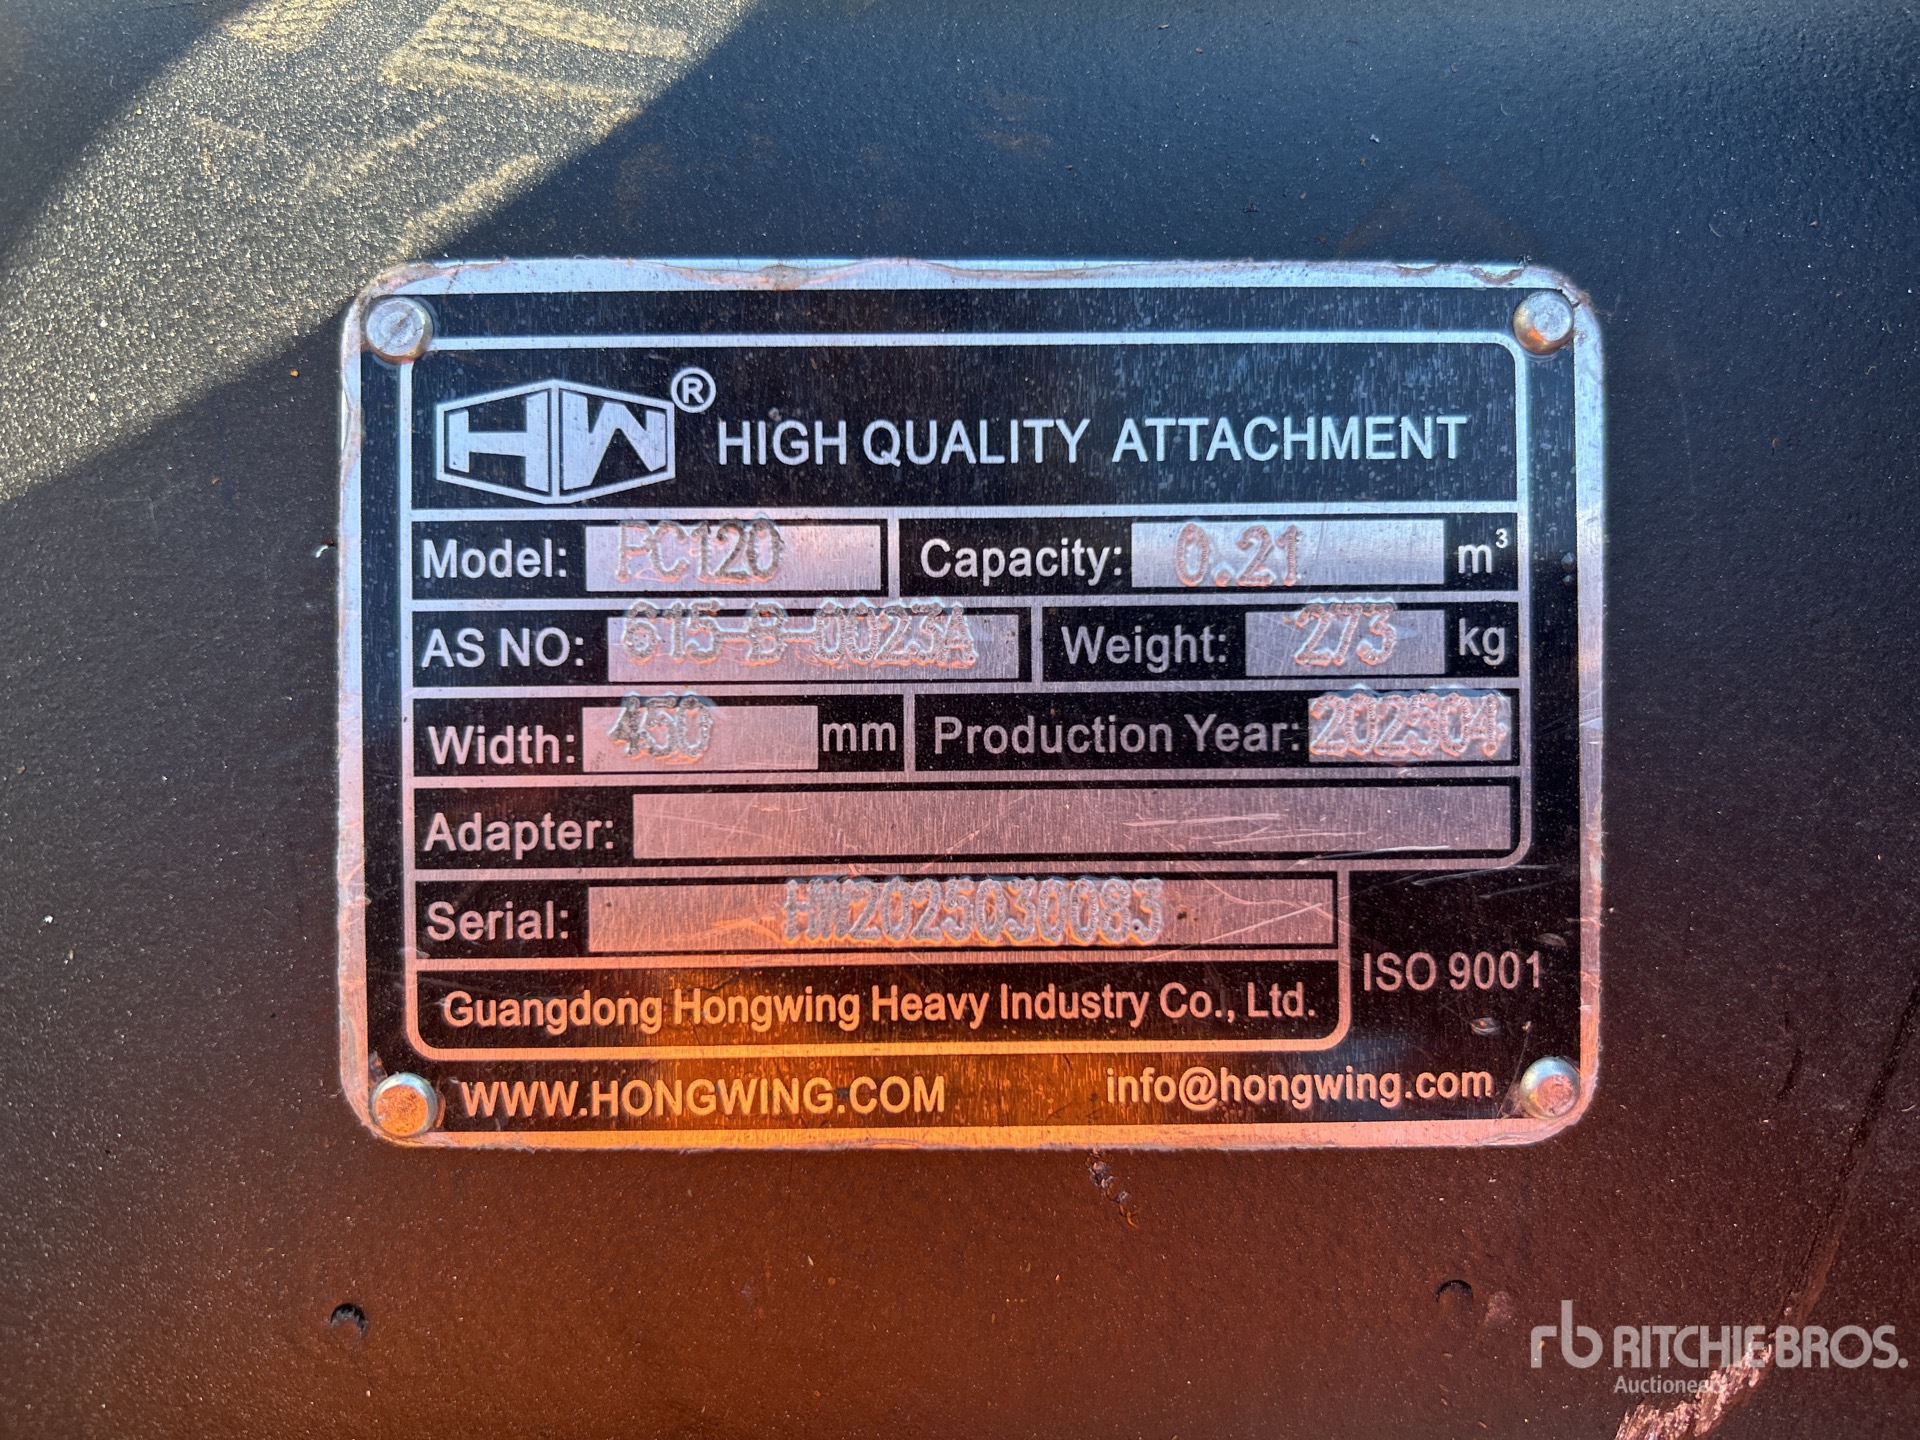 HW® HIGH QUALITY ATTACHMENT
Model: PC120 Capacity: 0.21 m³
AS NO: 615-B-0023A Weight: 273 kg
Width: 450 mm Production Year: 202504
Adapter:
Serial: HW2025030083
ISO 9001
Guangdong Hongwing Heavy Industry Co., Ltd.
WWW.HONGWING.COM info@hongwing.com
rb RITCHIE BROS.
Auctioneers